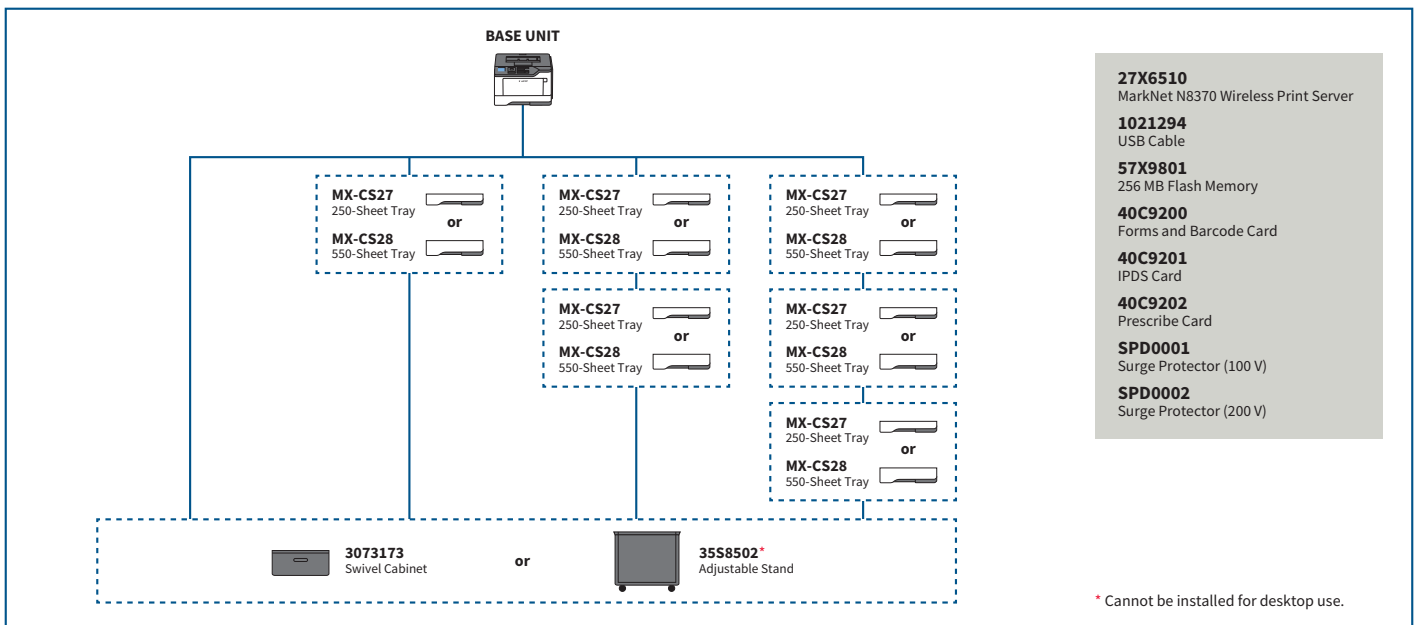 BASE UNIT
MX-CS27
250-Sheet Tray
or
MX-CS28
550-Sheet Tray
MX-CS27
250-Sheet Tray
or
MX-CS28
550-Sheet Tray
MX-CS27
250-Sheet Tray
or
MX-CS28
550-Sheet Tray
MX-CS27
250-Sheet Tray
or
MX-CS28
550-Sheet Tray
MX-CS27
250-Sheet Tray
or
MX-CS28
550-Sheet Tray
MX-CS27
250-Sheet Tray
or
MX-CS28
550-Sheet Tray
3073173
Swivel Cabinet
or
35S8502*
Adjustable Stand
27X6510
MarkNet N8370 Wireless Print Server
1021294
USB Cable
57X9801
256 MB Flash Memory
40C9200
Forms and Barcode Card
40C9201
IPDS Card
40C9202
Prescribe Card
SPD0001
Surge Protector (100 V)
SPD0002
Surge Protector (200 V)
* Cannot be installed for desktop use.